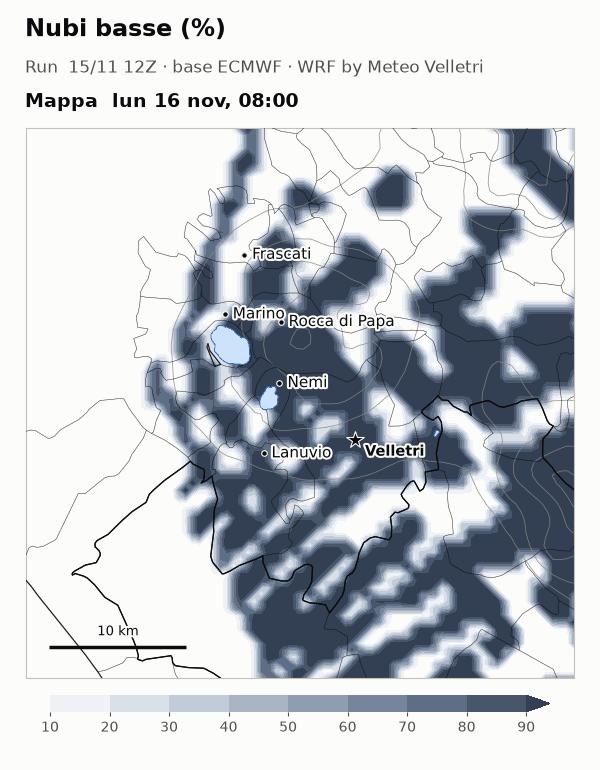 Nubi basse (%)
Run  15/11 12Z · base ECMWF · WRF by Meteo Velletri
Mappa  lun 16 nov, 08:00
Frascati
Marino
Rocca di Papa
Nemi
Velletri
Lanuvio
10 km
10 20 30 40 50 60 70 80 90